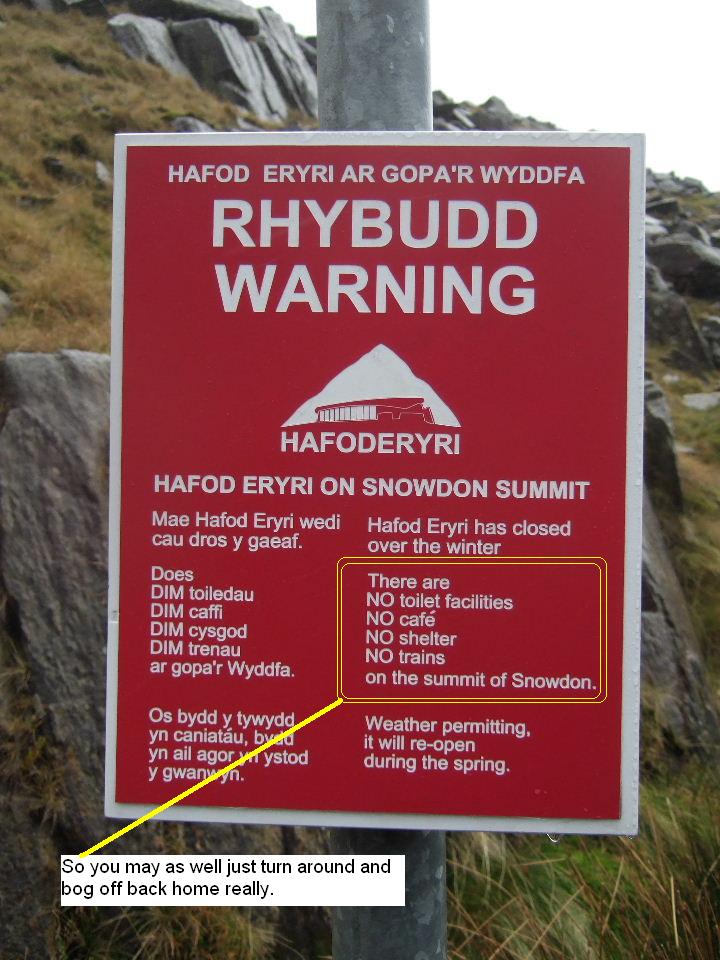 HAFOD ERYRI AR GOPA'R WYDDFA
RHYBUDD
WARNING
HAFODERYRI
HAFOD ERYRI ON SNOWDON SUMMIT
Mae Hafod Eryri wedi
cau dros y gaeaf.
Does
DIM toiledau
DIM caffi
DIM cysgod
DIM trenau
ar gopa'r Wyddfa.
Os bydd y tywydd
yn caniatáu, bydd
yn ail agor yn ystod
y gwanwyn.
Hafod Eryri has closed
over the winter
There are
NO toilet facilities
NO café
NO shelter
NO trains
on the summit of Snowdon.
Weather permitting,
it will re-open
during the spring.
So you may as well just turn around and
bog off back home really.